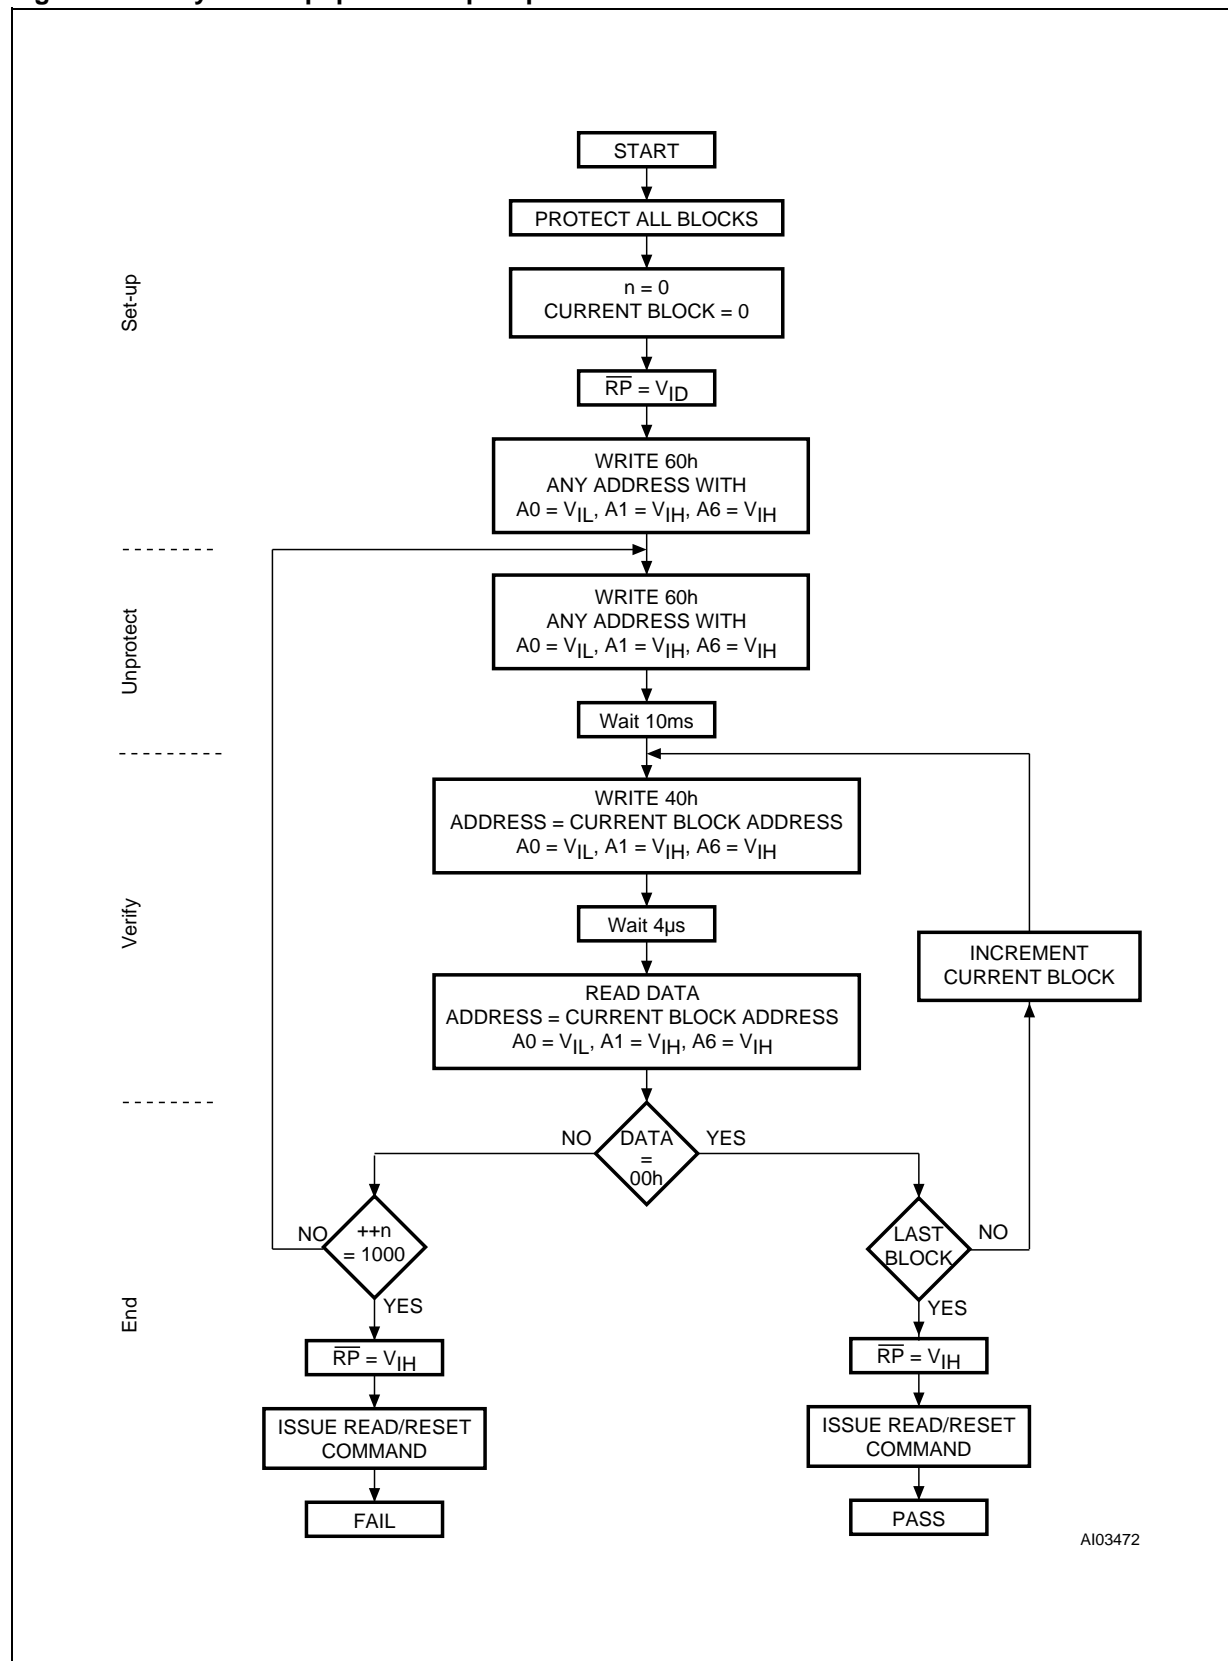 START
PROTECT ALL BLOCKS
Set-up
n = 0
CURRENT BLOCK = 0
RP = VID
WRITE 60h
ANY ADDRESS WITH
A0 = VIL, A1 = VIH, A6 = VIH
Unprotect
WRITE 60h
ANY ADDRESS WITH
A0 = VIL, A1 = VIH, A6 = VIH
Wait 10ms
Verify
WRITE 40h
ADDRESS = CURRENT BLOCK ADDRESS
A0 = VIL, A1 = VIH, A6 = VIH
Wait 4µs
INCREMENT
CURRENT BLOCK
READ DATA
ADDRESS = CURRENT BLOCK ADDRESS
A0 = VIL, A1 = VIH, A6 = VIH
End
NO
DATA
=
00h
YES
NO
++n
= 1000
YES
LAST
BLOCK
NO
YES
RP = VIH
RP = VIH
ISSUE READ/RESET
COMMAND
ISSUE READ/RESET
COMMAND
FAIL
PASS
AI03472